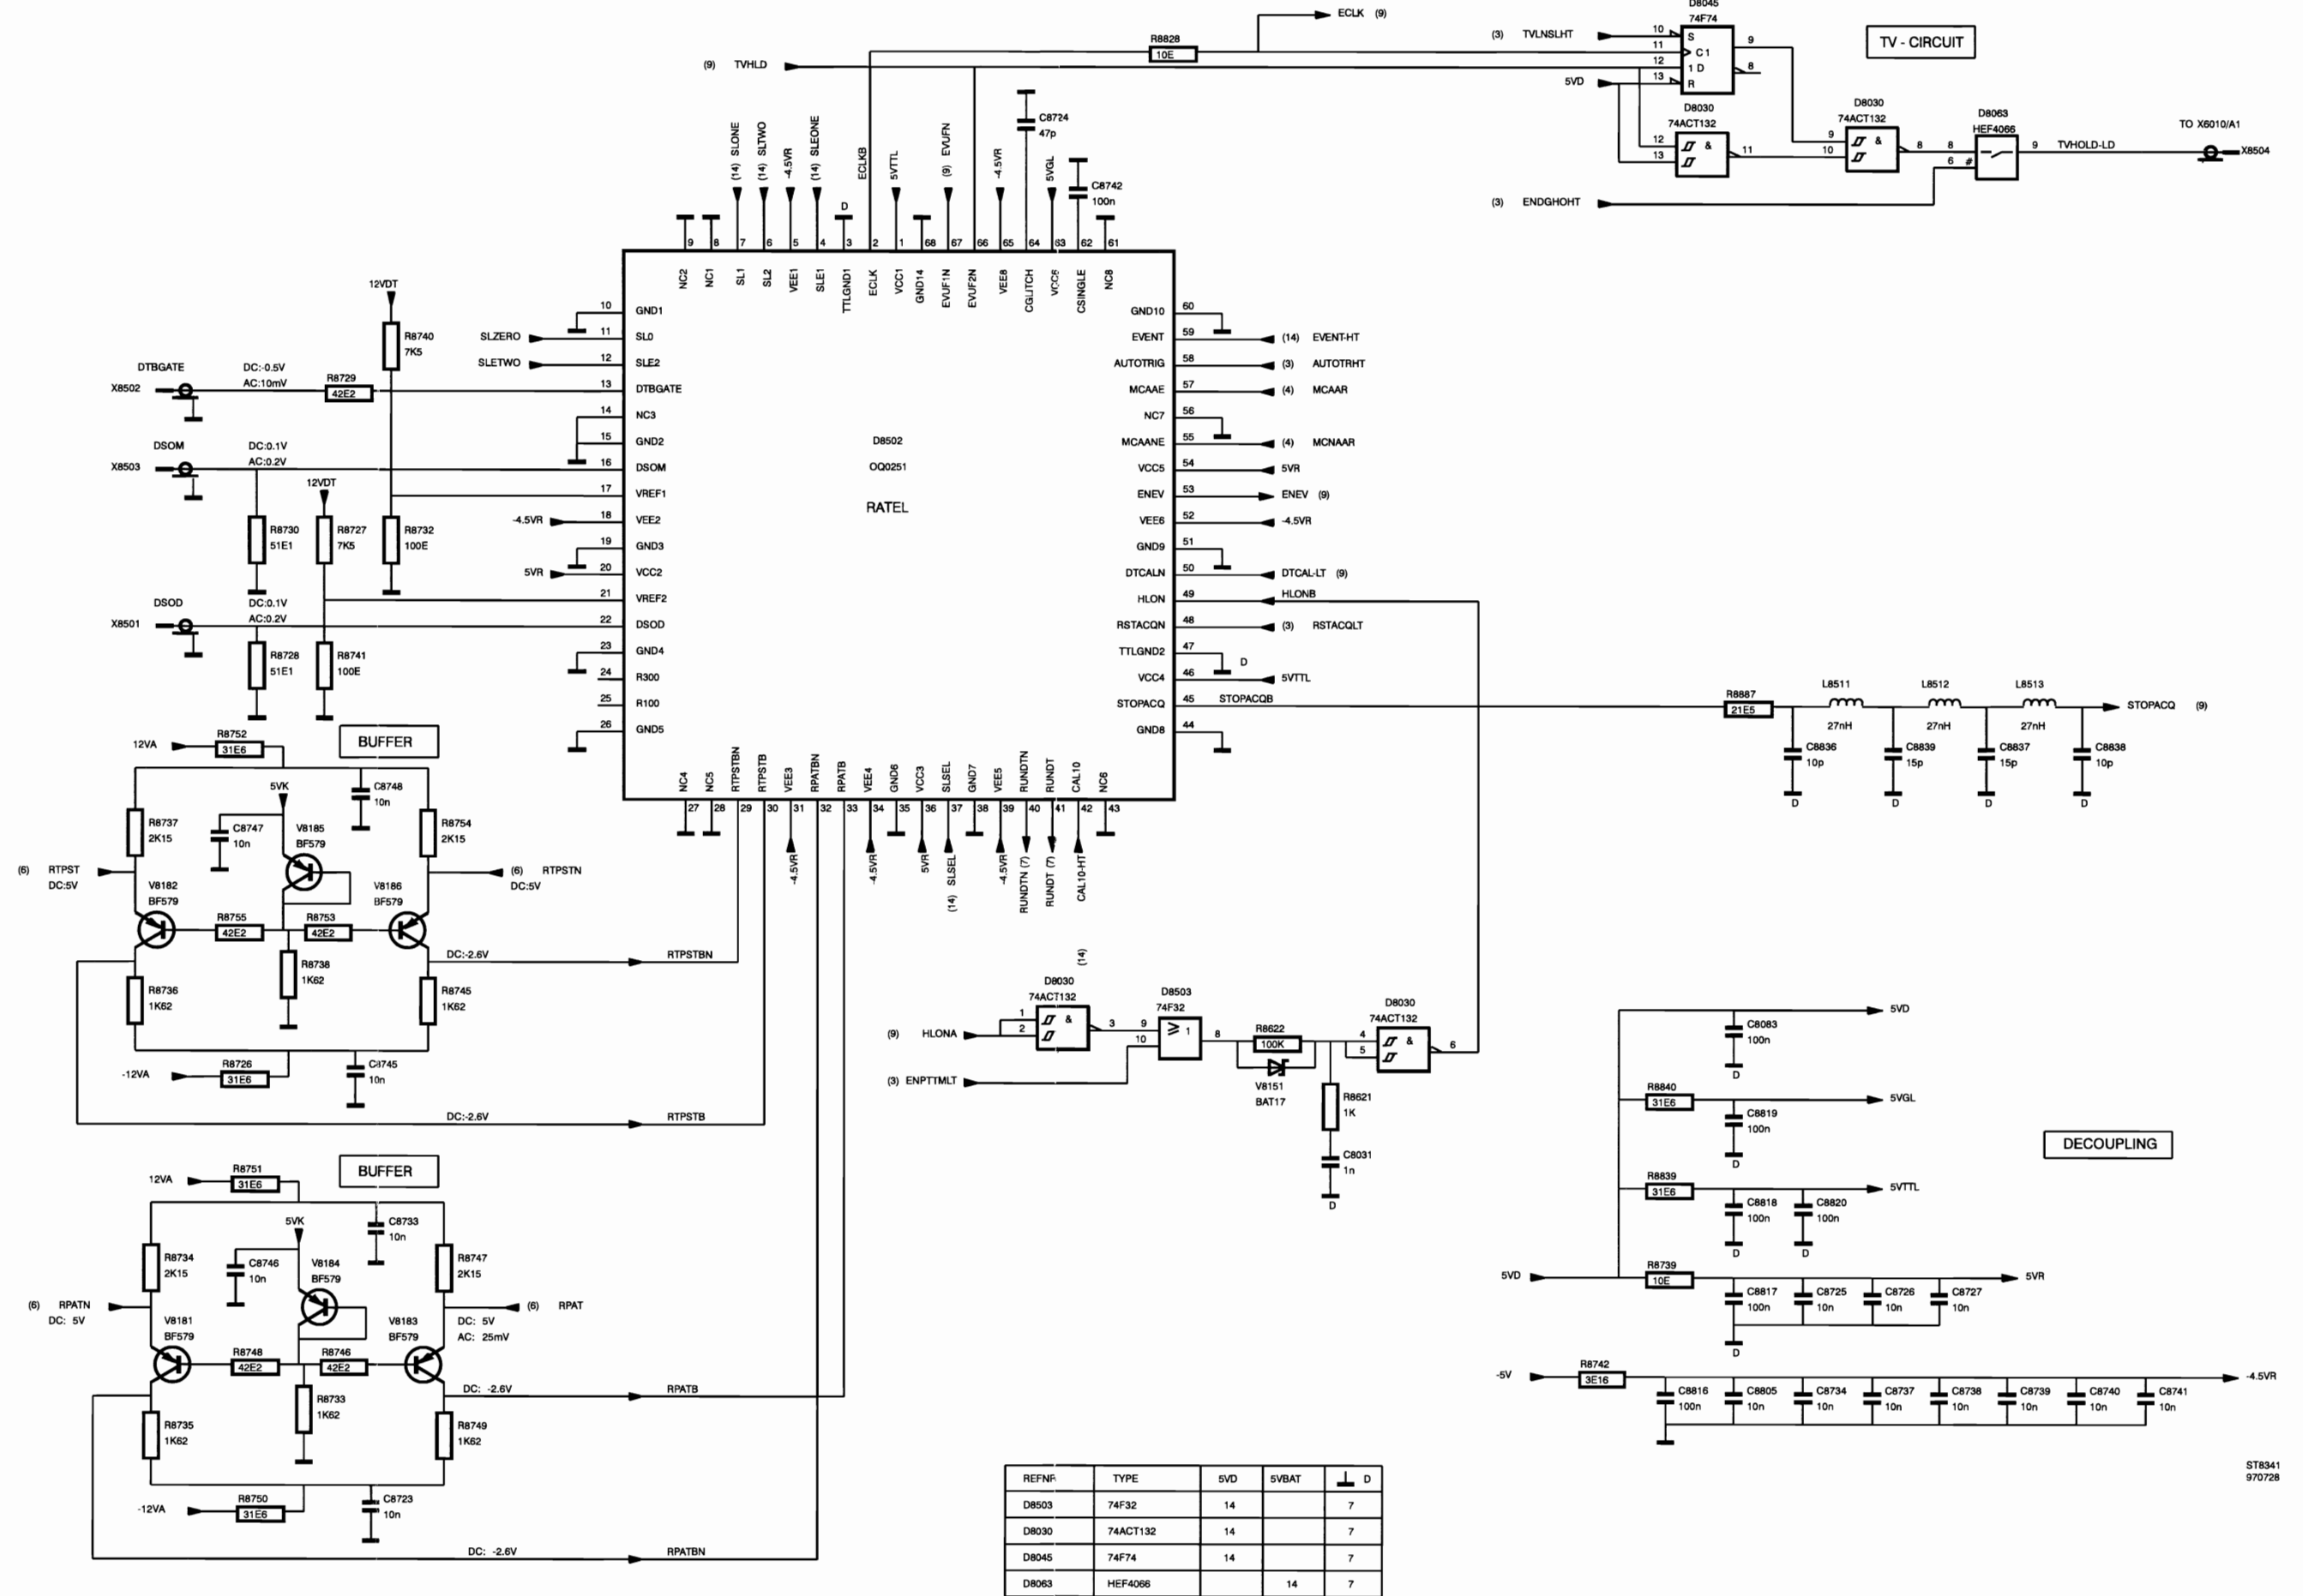 D8045
74F74
ECLK (9)
(3) TVLNSLHT
10
S
11
C1
12
1D
13
R
9
8
TV - CIRCUIT
R8828
10E
(9) TVHLD
5VD
D8030
74ACT132
12
13
&
11
D8030
74ACT132
9
10
&
8
D8063
HEF4066
8
6 #
9
TVHOLD-LD
TO X6010/A1
X8504
(3) ENDGHOHT
(14) SLONE
(14) SLTWO
-4.5VR
(14) SLEONE
D
ECLKB
5VTTL
(9) EVUFN
-4.5VR
C8724
47p
5VGL
C8742
100n
9 8 7 6 5 4 3 2 1 68 67 66 65 64 63 62 61
NC2
NC1
SL1
SL2
VEE1
SLE1
TTLGND1
ECLK
VCC1
GND14
EVUF1N
EVUF2N
VEE8
CGLITCH
VCC6
CSINGLE
NC8
12VDT
R8740
7K5
10 GND1
SLZERO 11 SL0
SLETWO 12 SLE2
DTBGATE
X8502
DC:-0.5V
AC:10mV
R8729
42E2
13 DTBGATE
14 NC3
15 GND2
DSOM
X8503
DC:0.1V
AC:0.2V
16 DSOM
12VDT
17 VREF1
R8730
51E1
R8727
7K5
R8732
100E
-4.5VR 18 VEE2
19 GND3
5VR 20 VCC2
21 VREF2
DSOD
X8501
DC:0.1V
AC:0.2V
22 DSOD
R8728
51E1
R8741
100E
23 GND4
24 R300
25 R100
26 GND5
D8502
OQ0251
RATEL
GND10 60
EVENT 59 (14) EVENT-HT
AUTOTRIG 58 (3) AUTOTRHT
MCAAE 57 (4) MCAAR
NC7 56
MCAANE 55 (4) MCNAAR
VCC5 54 5VR
ENEV 53 ENEV (9)
VEE6 52 -4.5VR
GND9 51
DTCALN 50 DTCAL-LT (9)
HLON 49 HLONB
RSTACQN 48 (3) RSTACQLT
TTLGND2 47 D
VCC4 46 5VTTL
STOPACQ 45 STOPACQB
GND8 44
R8887
21E5
L8511
27nH
L8512
27nH
L8513
27nH
STOPACQ (9)
C8836
10p
D
C8839
15p
D
C8837
15p
D
C8838
10p
D
NC4
NC5
RTPSTBN
RTPSTB
VEE3
RPATBN
RPATB
VEE4
GND6
VCC3
SLSEL
GND7
VEE5
RUNDTN
RUNDT
CAL10
NC6
27 28 29 30 31 32 33 34 35 36 37 38 39 40 41 42 43
-4.5VR
-4.5VR
5VR
(14) SLSEL
-4.5VR
RUNDTN (7)
RUNDT (7)
CAL10-HT
(14)
R8752
31E6
12VA
BUFFER
5VK
C8748
10n
R8737
2K15
C8747
10n
V8185
BF579
R8754
2K15
(6) RTPST
DC:5V
(6) RTPSTN
DC:5V
V8182
BF579
V8186
BF579
R8755
42E2
R8753
42E2
DC:-2.6V
RTPSTBN
R8738
1K62
R8736
1K62
R8745
1K62
R8726
31E6
-12VA
C8745
10n
DC:-2.6V
RTPSTB
(9) HLONA
D8030
74ACT132
1
2
&
3
D8503
74F32
9
10
≥ 1
8
(3) ENPTTMLT
R8622
100K
V8151
BAT17
D8030
74ACT132
4
5
&
6
R8621
1K
C8031
1n
D
5VD
C8083
100n
D
R8840
31E6
5VGL
C8819
100n
D
DECOUPLING
R8839
31E6
5VTTL
C8818
100n
D
C8820
100n
D
5VD
R8739
10E
5VR
C8817
100n
C8725
10n
C8726
10n
C8727
10n
D
-5V
R8742
3E16
-4.5VR
C8816
100n
C8805
10n
C8734
10n
C8737
10n
C8738
10n
C8739
10n
C8740
10n
C8741
10n
R8751
31E6
12VA
BUFFER
5VK
C8733
10n
R8734
2K15
C8746
10n
V8184
BF579
R8747
2K15
(6) RPATN
DC: 5V
(6) RPAT
DC: 5V
AC: 25mV
V8181
BF579
V8183
BF579
R8748
42E2
R8746
42E2
DC: -2.6V
RPATB
R8733
1K62
R8735
1K62
R8749
1K62
R8750
31E6
-12VA
C8723
10n
DC: -2.6V
RPATBN
REFNR TYPE 5VD 5VBAT D
D8503 74F32 14 7
D8030 74ACT132 14 7
D8045 74F74 14 7
D8063 HEF4066 14 7
ST8341
970728